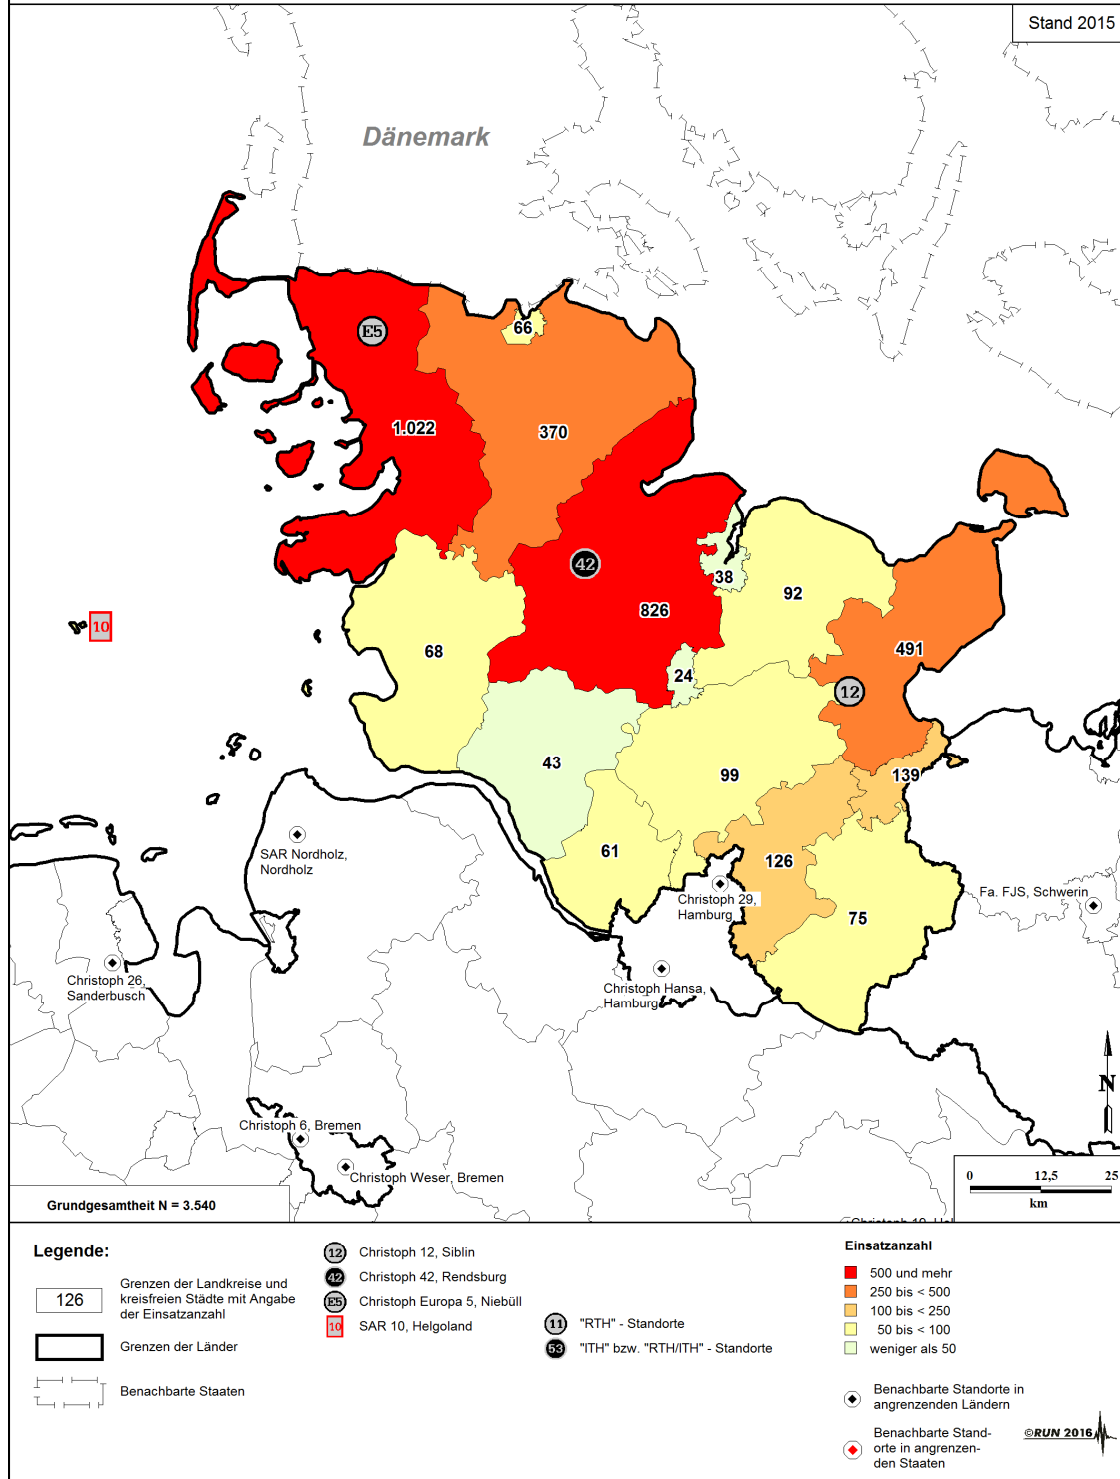 Stand 2015
Dänemark
E5
66
1.022
370
42
38
92
826
10
68
491
24
12
43
99
139
61
126
75
SAR Nordholz,
Nordholz
Christoph 29,
Hamburg
Fa. FJS, Schwerin
Christoph 26,
Sanderbusch
Christoph Hansa,
Hamburg
Christoph 6, Bremen
Christoph Weser, Bremen
N
0 12,5 25
km
Grundgesamtheit N = 3.540
Legende:
126
Grenzen der Landkreise und
kreisfreien Städte mit Angabe
der Einsatzanzahl
Grenzen der Länder
Benachbarte Staaten
12 Christoph 12, Siblin
42 Christoph 42, Rendsburg
E5 Christoph Europa 5, Niebüll
10 SAR 10, Helgoland
11 "RTH" - Standorte
53 "ITH" bzw. "RTH/ITH" - Standorte
Einsatzanzahl
500 und mehr
250 bis < 500
100 bis < 250
50 bis < 100
weniger als 50
Benachbarte Standorte in
angrenzenden Ländern
Benachbarte Stand-
orte in angrenzen-
den Staaten
©RUN 2016